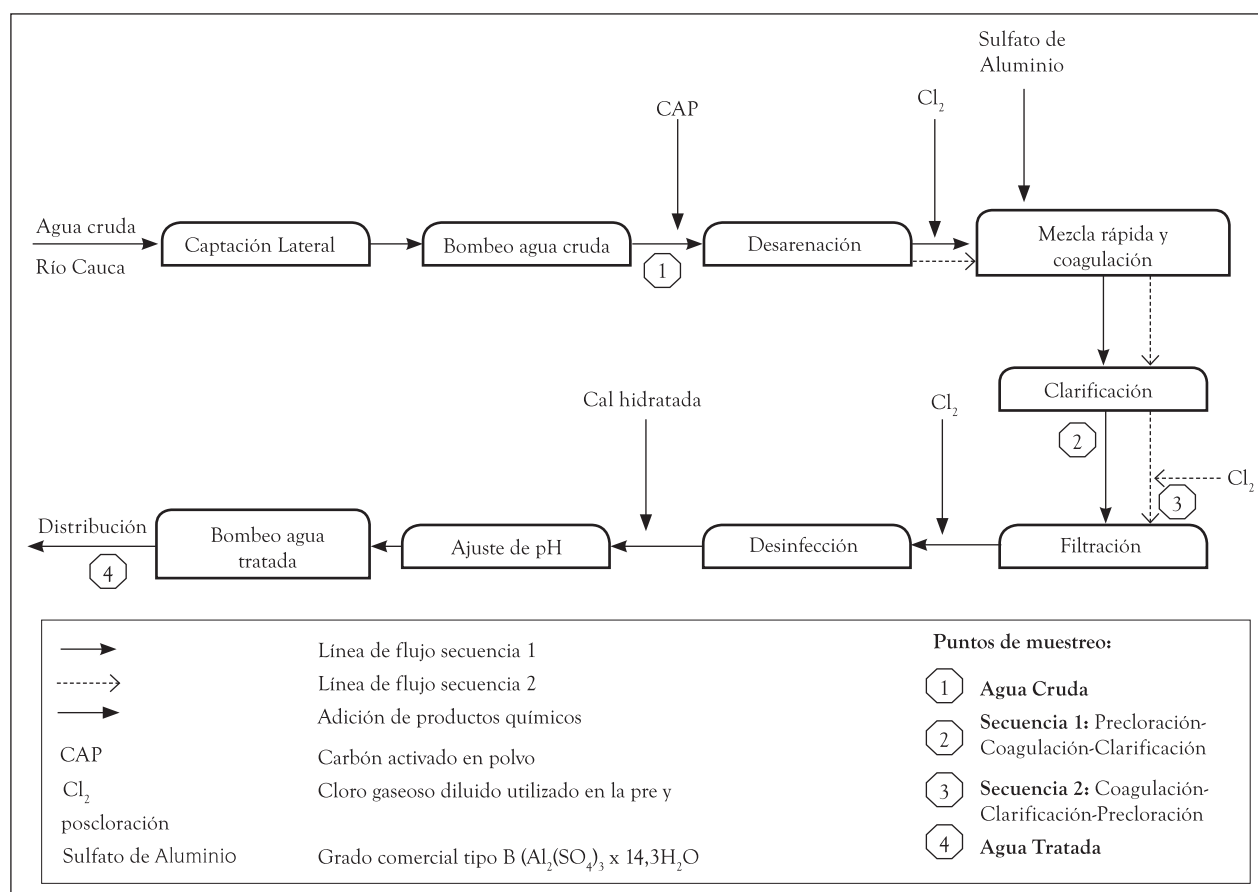 Sulfato de
Aluminio
Cl₂
CAP
Agua cruda
Río Cauca
Captación Lateral
Bombeo agua cruda
1
Desarenación
Mezcla rápida y
coagulación
Clarificación
2
Cl₂
3
Filtración
Cl₂
Desinfección
Cal hidratada
Ajuste de pH
Bombeo agua
tratada
Distribución
4
Línea de flujo secuencia 1
Línea de flujo secuencia 2
Adición de productos químicos
CAP Carbón activado en polvo
Cl₂ Cloro gaseoso diluido utilizado en la pre y
poscloración
Sulfato de Aluminio Grado comercial tipo B (Al₂(SO₄)₃ x 14,3H₂O
Puntos de muestreo:
1 Agua Cruda
2 Secuencia 1: Precloración-
Coagulación-Clarificación
3 Secuencia 2: Coagulación-
Clarificación-Precloración
4 Agua Tratada